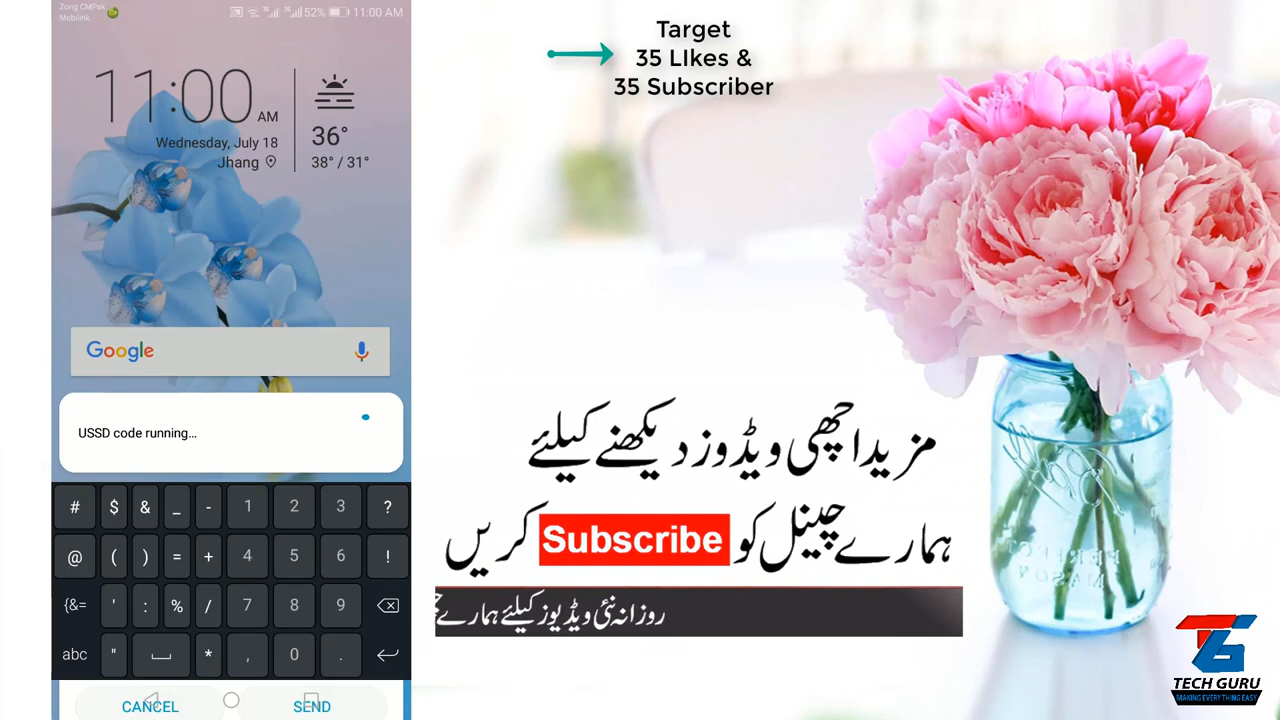 Zong CMPak
Mobilink
52%
11:00 AM
11:00 AM
Wednesday, July 18
Jhang
36°
38° / 31°
Google
USSD code running...
# $ & _ - 1 2 3 ?
@ ( ) = + 4 5 6 !
{&= ' : % / 7 8 9
abc " * , 0 .
CANCEL
SEND
Target
35 LIkes &
35 Subscriber
مزید اچھی ویڈوز دیکھنے کیلئے
ہمارے چینل کو Subscribe کریں
روزانہ نئی ویڈیوز کیلئے ہمارے
TECH GURU
MAKING EVERY THING EASY